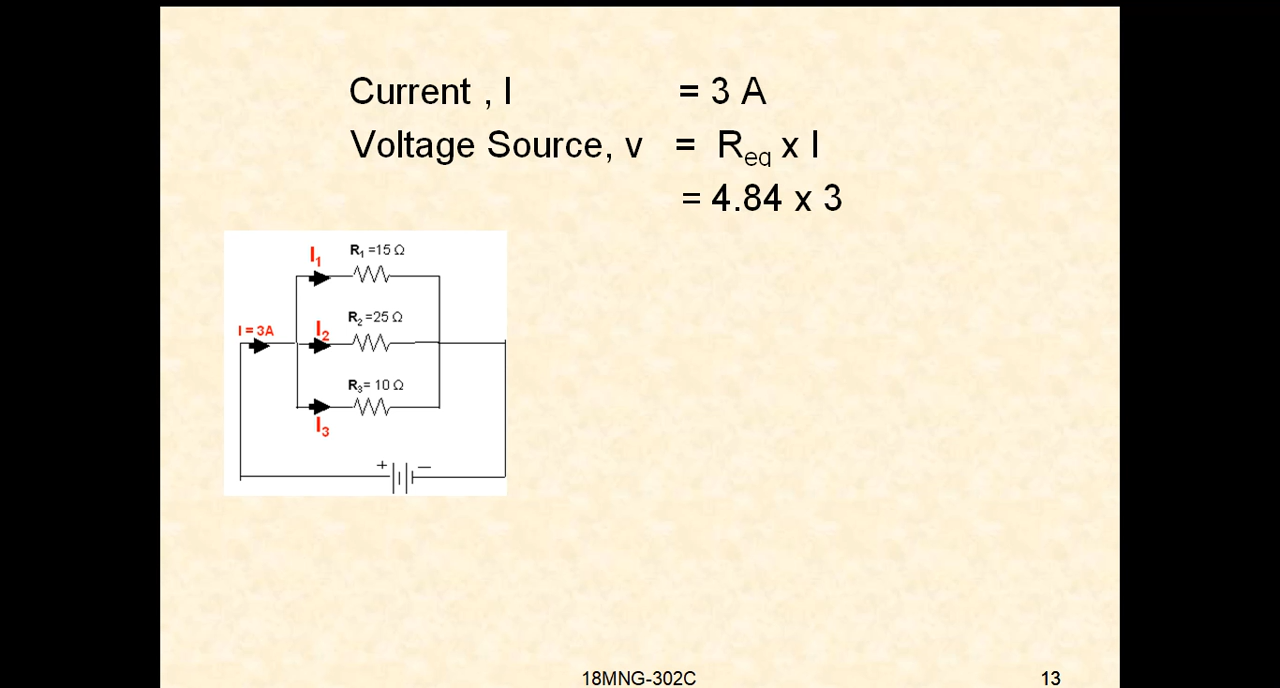 Current , I = 3 A
Voltage Source, v = Req x I
= 4.84 x 3
I1
R1 =15 Ω
R2 =25 Ω
I = 3A
I2
R3= 10 Ω
I3
+ −
18MNG-302C
13